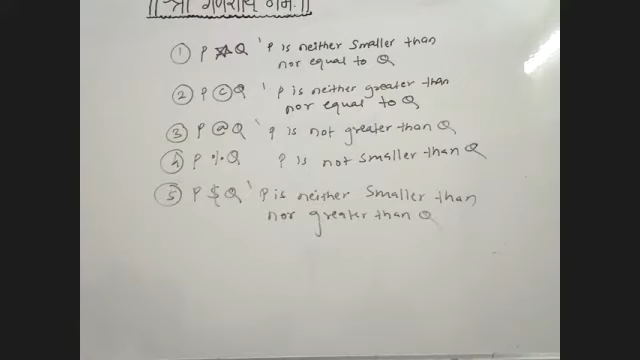 || श्री गणेशाय नमः ||
① P ☆ Q ' P is neither smaller than
nor equal to Q
② P © Q ' P is neither greater than
nor equal to Q
③ P @ Q ' P is not greater than Q
④ P % Q P is not smaller than Q
⑤ P $ Q ' P is neither smaller than
nor greater than Q